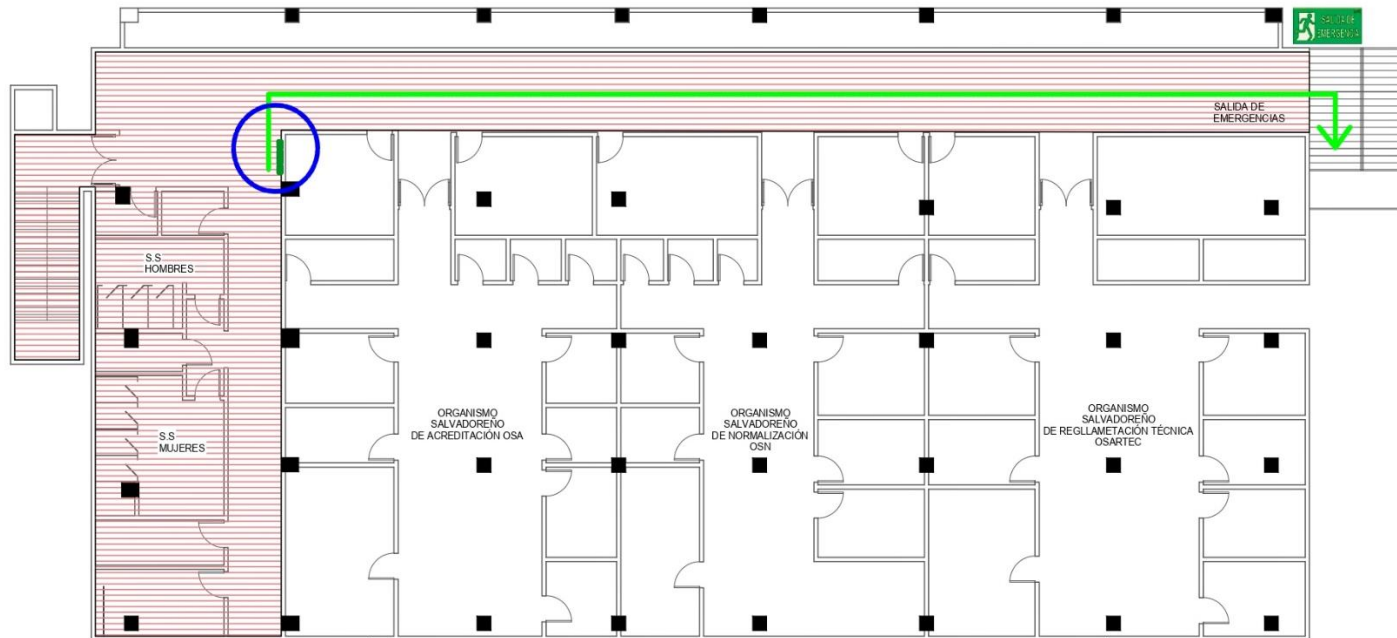 SALIDA DE
EMERGENCIA
SALIDA DE
EMERGENCIAS
S.S
HOMBRES
S.S
MUJERES
ORGANISMO
SALVADOREÑO
DE ACREDITACIÓN OSA
ORGANISMO
SALVADOREÑO
DE NORMALIZACIÓN
OSN
ORGANISMO
SALVADOREÑO
DE REGLLAMETACIÓN TÉCNICA
OSARTEC